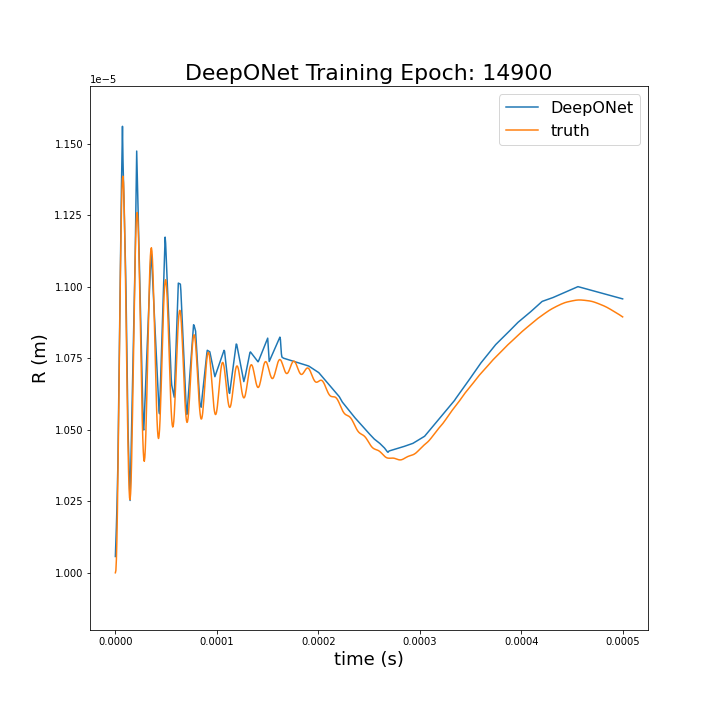 DeepONet Training Epoch: 14900
1e−5
DeepONet
truth
1.150
1.125
1.100
1.075
1.050
1.025
1.000
R (m)
0.0000 0.0001 0.0002 0.0003 0.0004 0.0005
time (s)